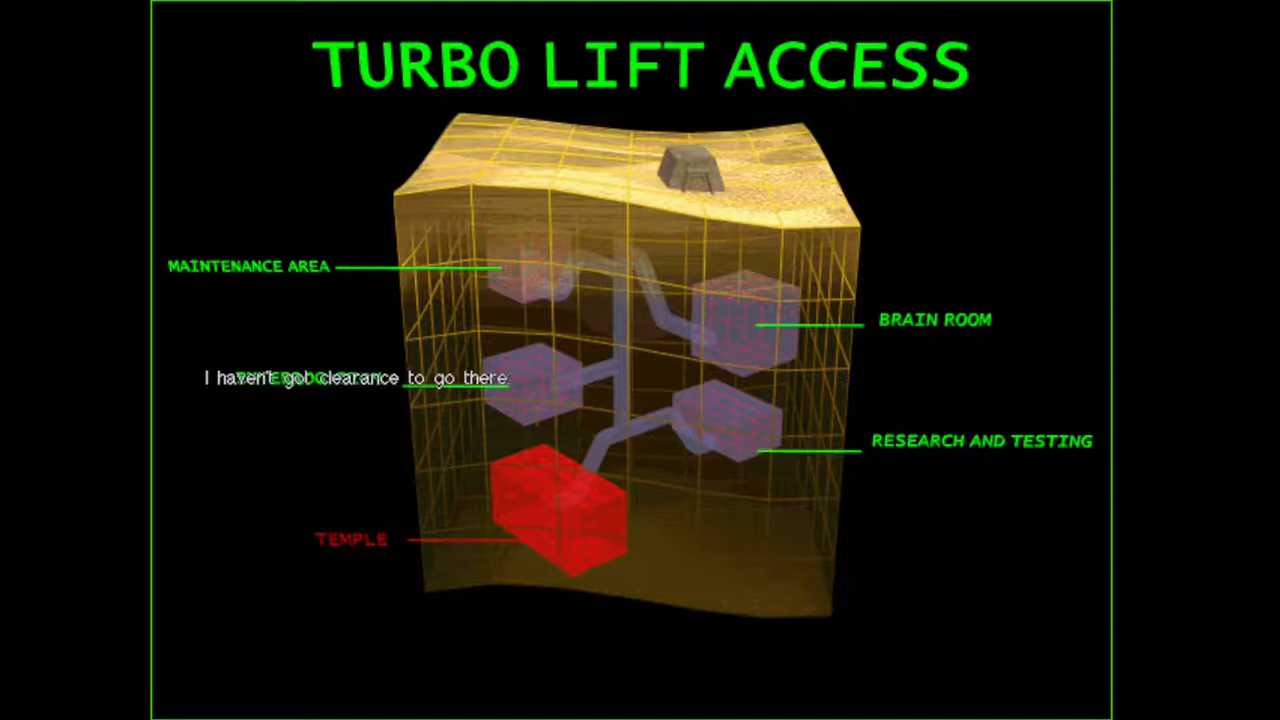 TURBO LIFT ACCESS
MAINTENANCE AREA
BRAIN ROOM
I haven't got clearance to go there.
RESEARCH AND TESTING
TEMPLE